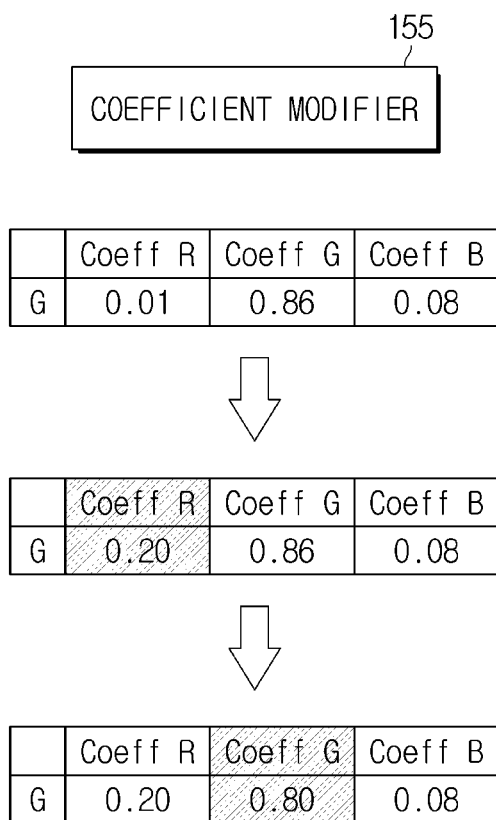 155
COEFFICIENT MODIFIER
Coeff R Coeff G Coeff B
G 0.01 0.86 0.08
Coeff R Coeff G Coeff B
G 0.20 0.86 0.08
Coeff R Coeff G Coeff B
G 0.20 0.80 0.08